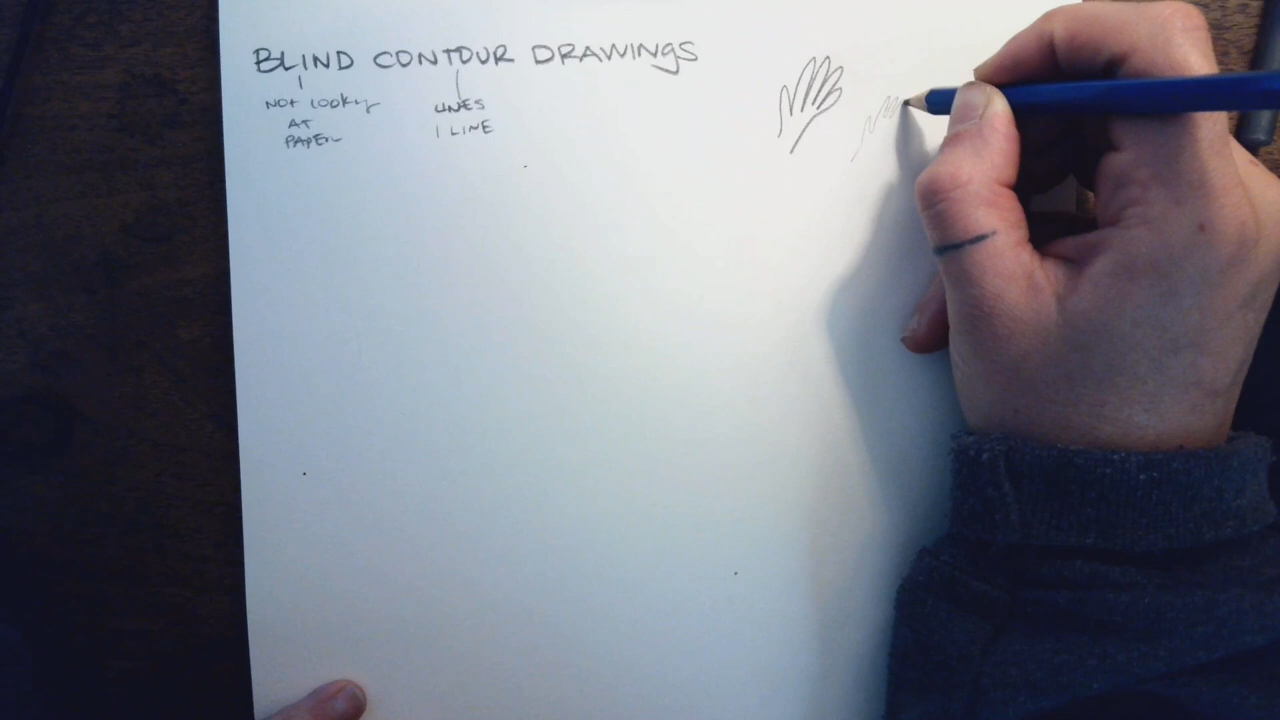 BLIND CONTOUR DRAWINGS
NOT looking
AT
PAPER
LINES
1 LINE